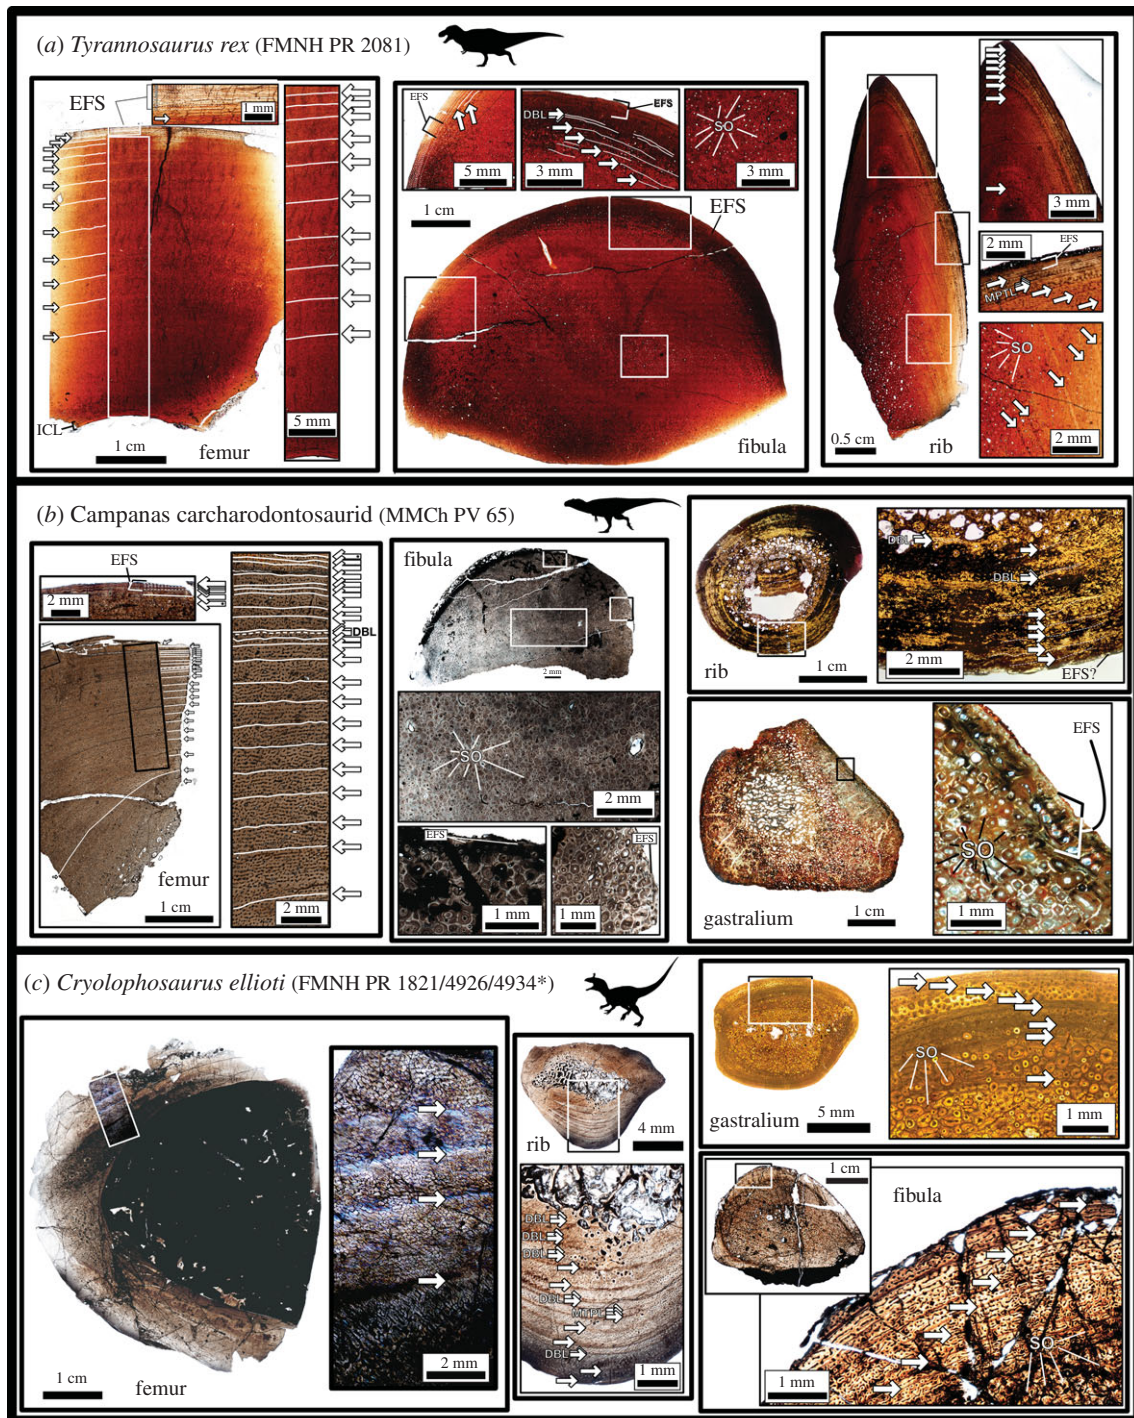 (a) Tyrannosaurus rex (FMNH PR 2081)
EFS
1 mm
ICL
1 cm
femur
5 mm
EFS
5 mm
DBL
EFS
3 mm
SO
3 mm
1 cm
EFS
fibula
0.5 cm
rib
3 mm
2 mm
EFS
MPTL
SO
2 mm
(b) Campanas carcharodontosaurid (MMCh PV 65)
EFS
2 mm
femur
1 cm
DBL
2 mm
fibula
2 mm
SO
2 mm
EFS
1 mm
EFS
1 mm
rib
1 cm
DBL
DBL
2 mm
EFS?
gastralium
1 cm
EFS
SO
1 mm
(c) Cryolophosaurus ellioti (FMNH PR 1821/4926/4934*)
1 cm
femur
2 mm
rib
4 mm
DBL
DBL
DBL
DBL
MTPL
DBL
1 mm
gastralium
5 mm
SO
1 mm
1 cm
fibula
SO
1 mm